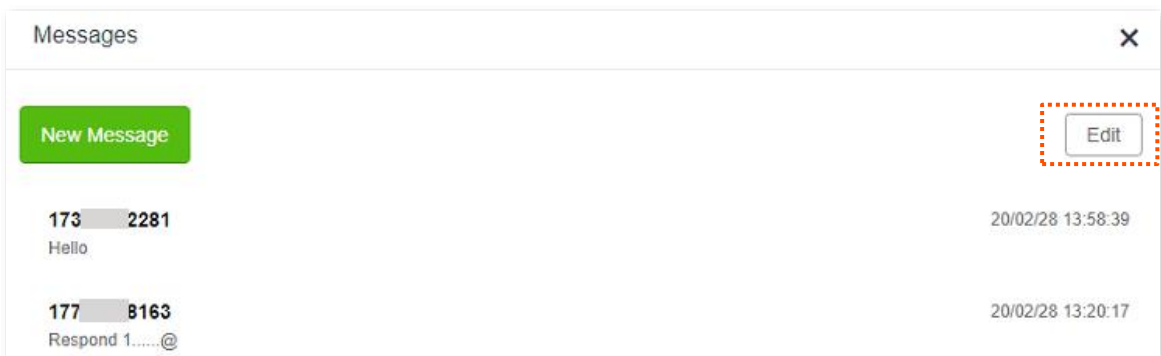 Messages
×
New Message
Edit
173 2281
20/02/28 13:58:39
Hello
177 8163
20/02/28 13:20:17
Respond 1......@